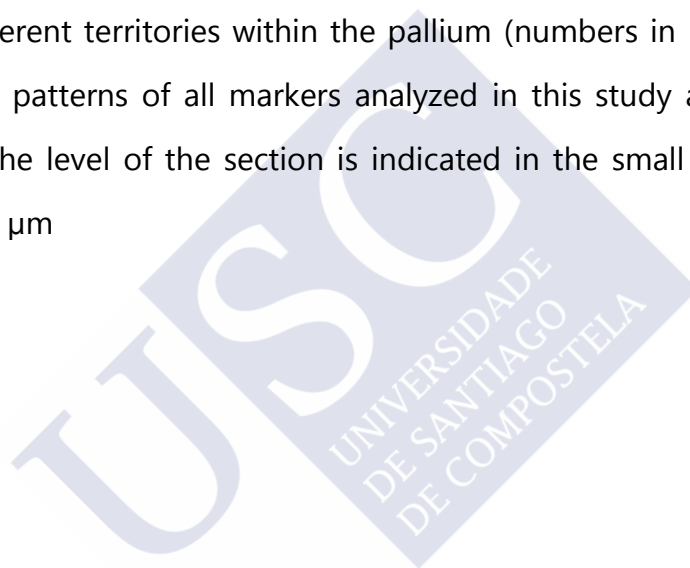 erent territories within the pallium (numbers in
patterns of all markers analyzed in this study a
he level of the section is indicated in the small
μm
USC
UNIVERSIDADE
DE SANTIAGO
DE COMPOSTELA